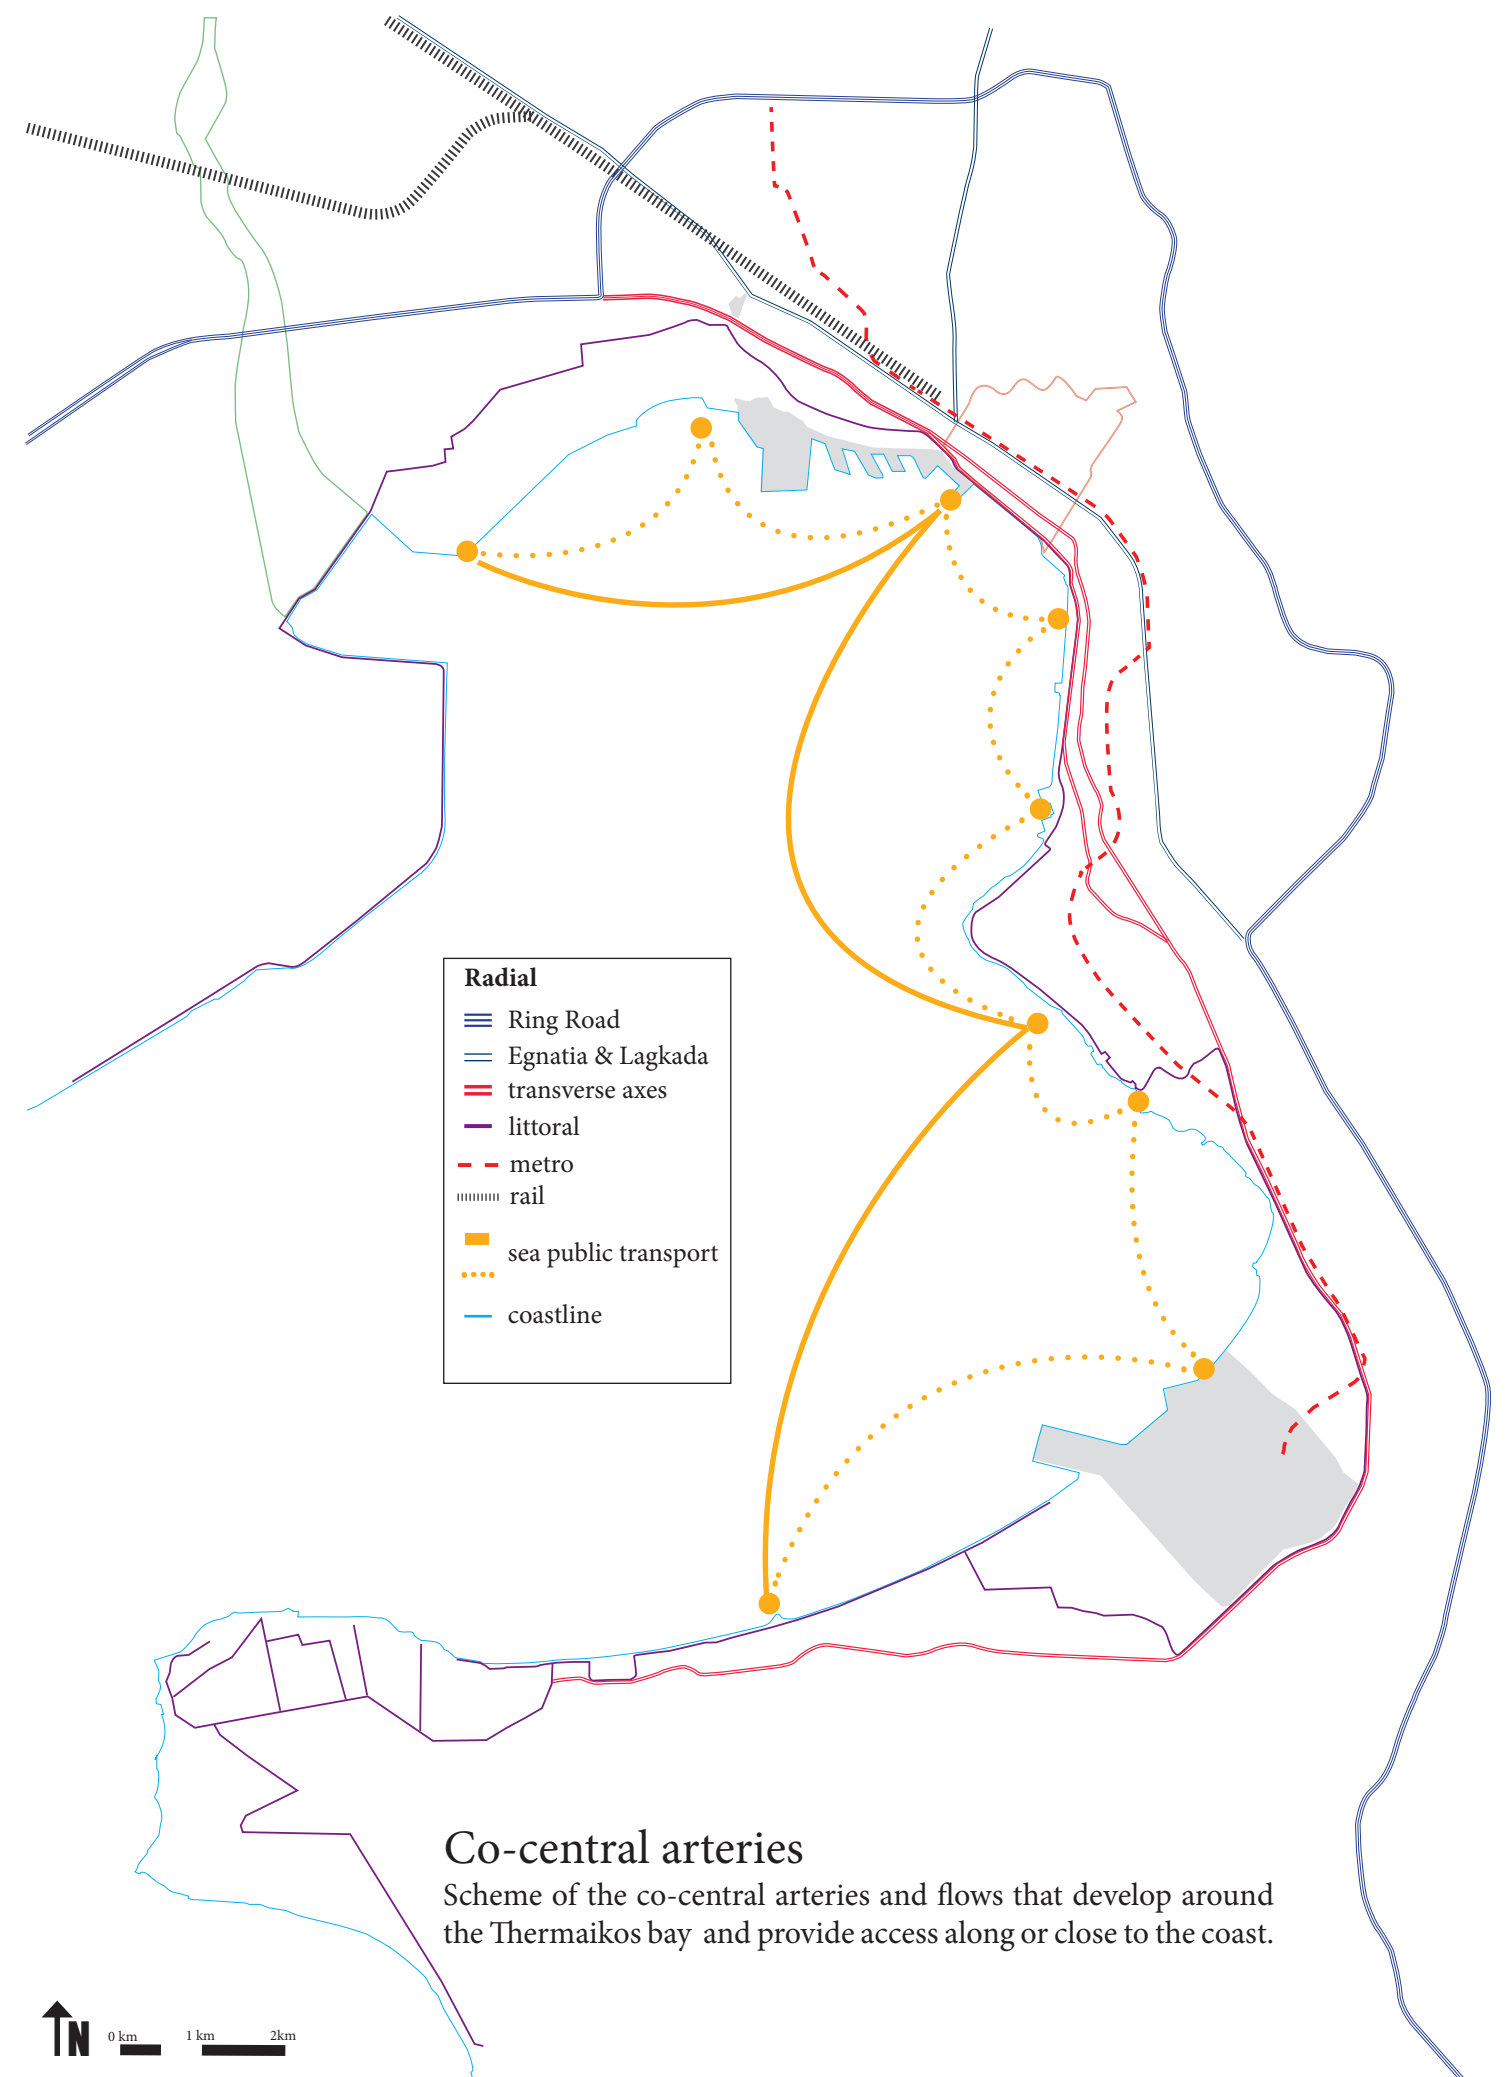 Radial
Ring Road
Egnatia & Lagkada
transverse axes
littoral
metro
rail
sea public transport
coastline
Co-central arteries
Scheme of the co-central arteries and flows that develop around
the Thermaikos bay and provide access along or close to the coast.
N
0 km 1 km 2km